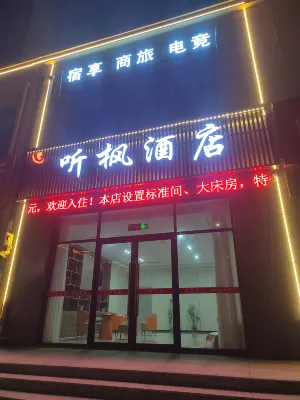 宿享 商旅 电竞
听枫酒店
元，欢迎入住！本店设置标准间、大床房，特